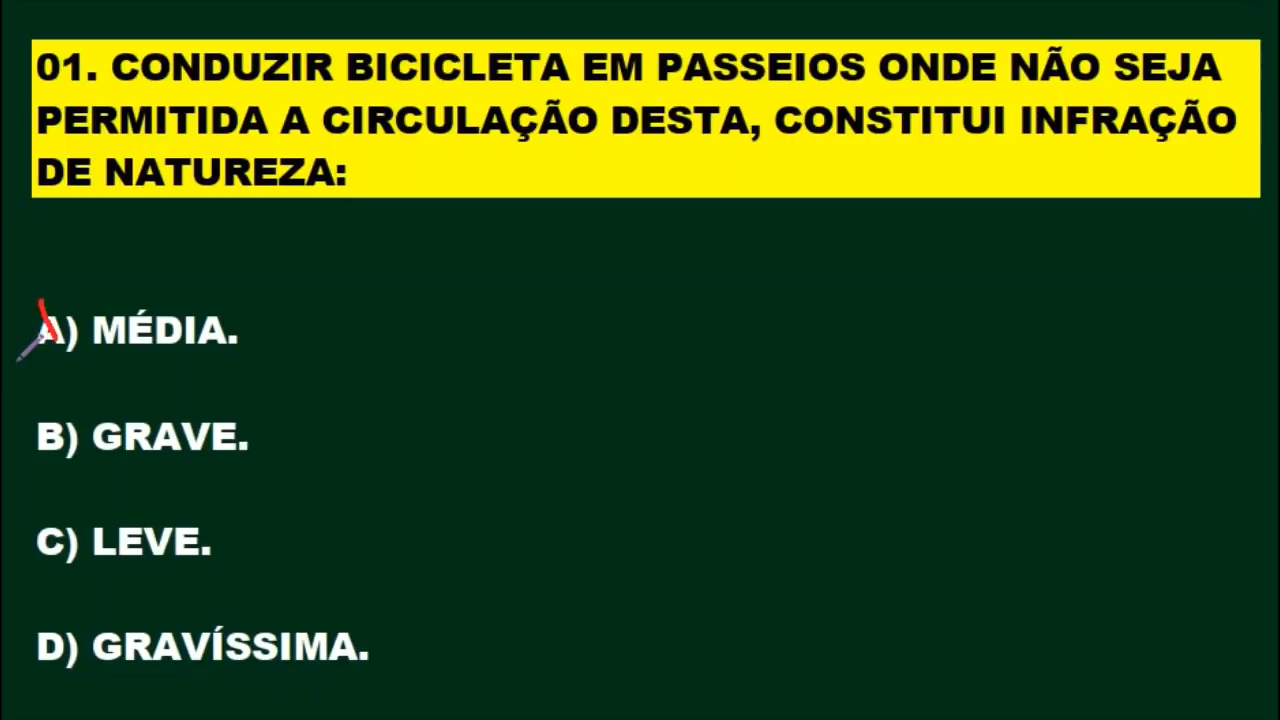 01. CONDUZIR BICICLETA EM PASSEIOS ONDE NÃO SEJA
PERMITIDA A CIRCULAÇÃO DESTA, CONSTITUI INFRAÇÃO
DE NATUREZA:
A) MÉDIA.
B) GRAVE.
C) LEVE.
D) GRAVÍSSIMA.